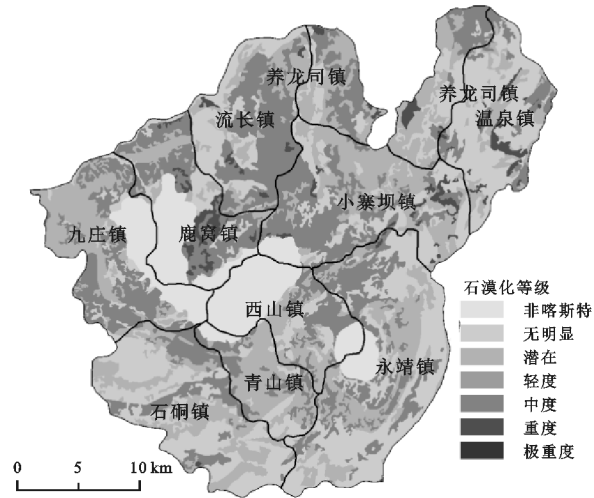 养龙司镇
养龙司镇
流长镇
温泉镇
小寨坝镇
九庄镇
鹿窝镇
西山镇
永靖镇
青山镇
石硐镇
石漠化等级
非喀斯特
无明显
潜在
轻度
中度
重度
极重度
0 5 10 km